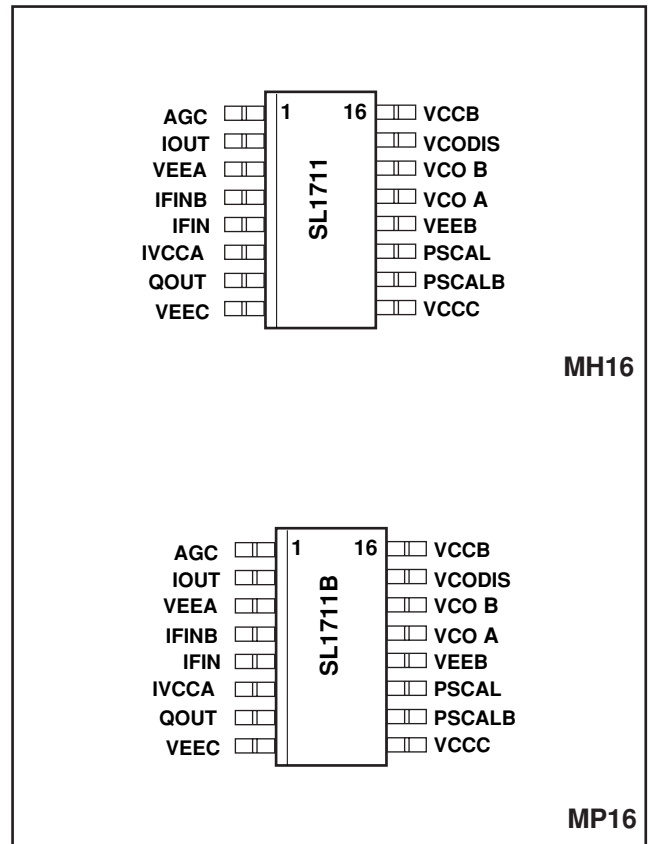 AGC 1 16 VCCB
IOUT VCODIS
VEEA VCO B
IFINB VCO A
IFIN VEEB
IVCCA PSCAL
QOUT PSCALB
VEEC VCCC
SL1711
MH16
AGC 1 16 VCCB
IOUT VCODIS
VEEA VCO B
IFINB VCO A
IFIN VEEB
IVCCA PSCAL
QOUT PSCALB
VEEC VCCC
SL1711B
MP16